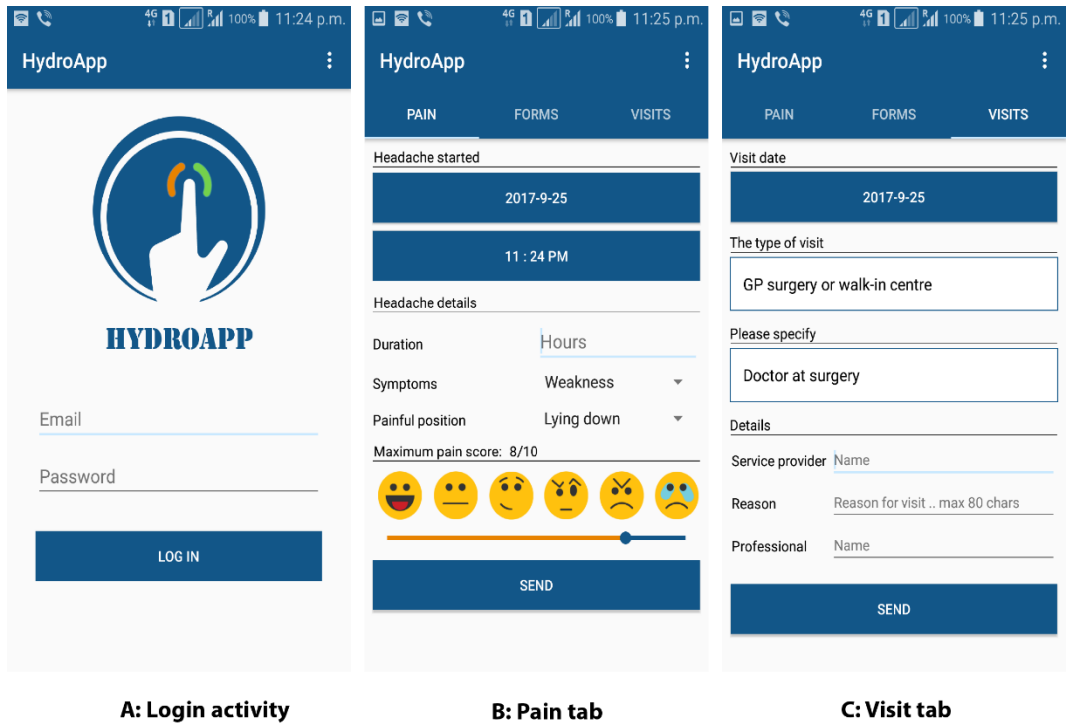 4G 1 R 100% 11:24 p.m.
HydroApp
HYDROAPP
Email
Password
LOG IN
A: Login activity
4G 1 R 100% 11:25 p.m.
HydroApp
PAIN FORMS VISITS
Headache started
2017-9-25
11 : 24 PM
Headache details
Duration Hours
Symptoms Weakness
Painful position Lying down
Maximum pain score: 8/10
SEND
B: Pain tab
4G 1 R 100% 11:25 p.m.
HydroApp
PAIN FORMS VISITS
Visit date
2017-9-25
The type of visit
GP surgery or walk-in centre
Please specify
Doctor at surgery
Details
Service provider Name
Reason Reason for visit .. max 80 chars
Professional Name
SEND
C: Visit tab